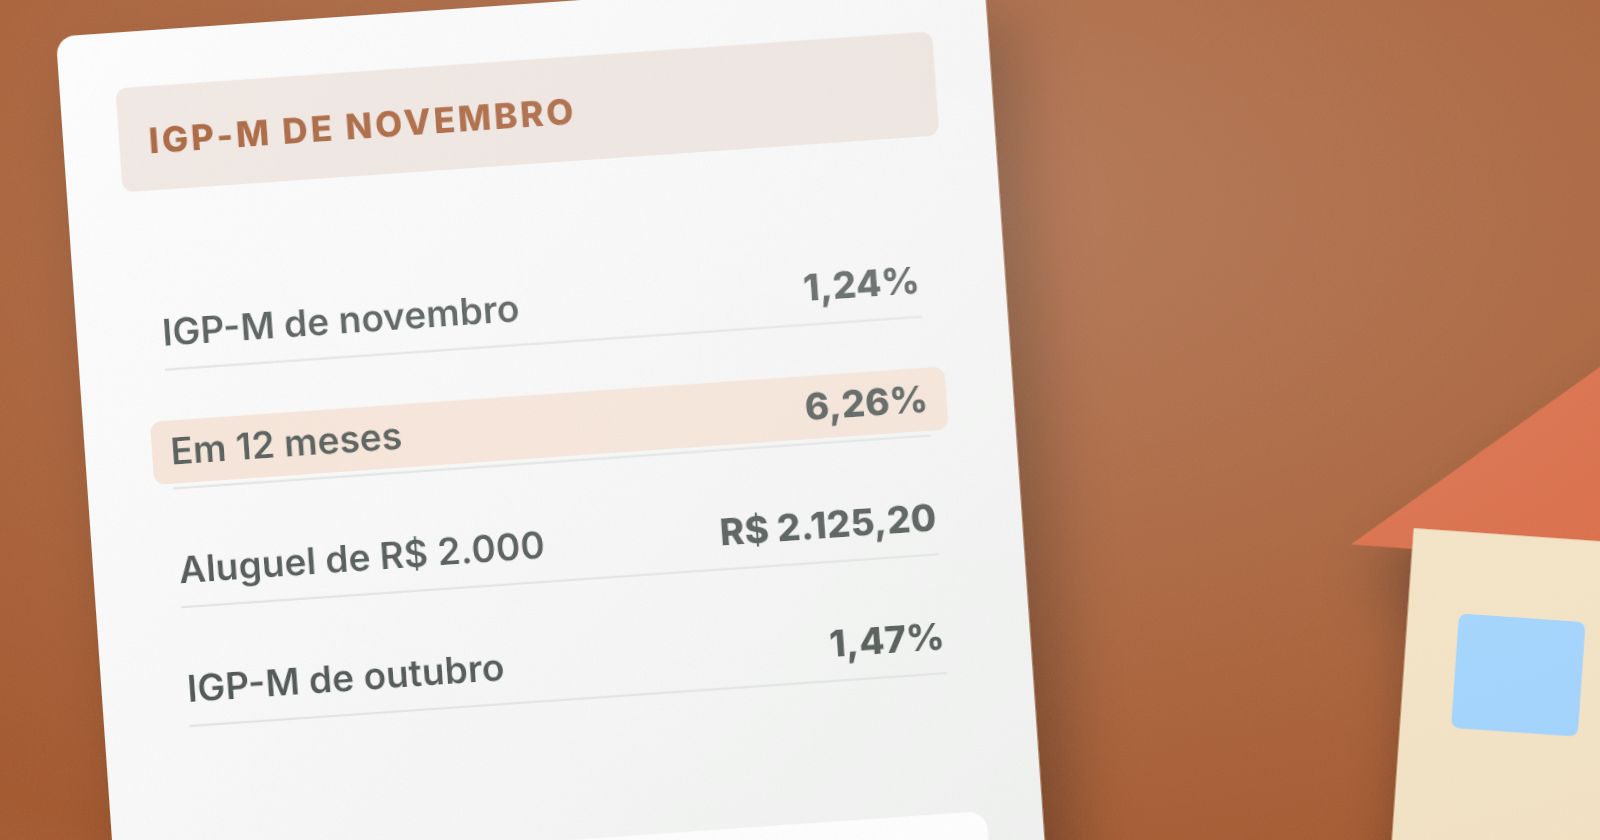 IGP-M DE NOVEMBRO
IGP-M de novembro 1,24%
Em 12 meses 6,26%
Aluguel de R$ 2.000 R$ 2.125,20
IGP-M de outubro 1,47%